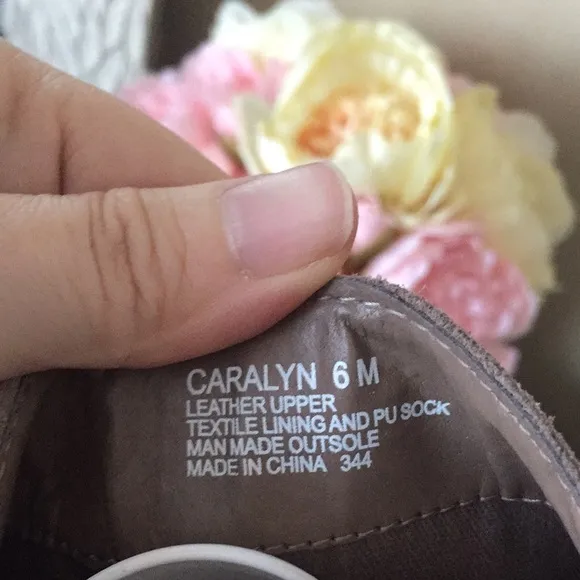 CARALYN 6 M
LEATHER UPPER
TEXTILE LINING AND PU SOCK
MAN MADE OUTSOLE
MADE IN CHINA 344